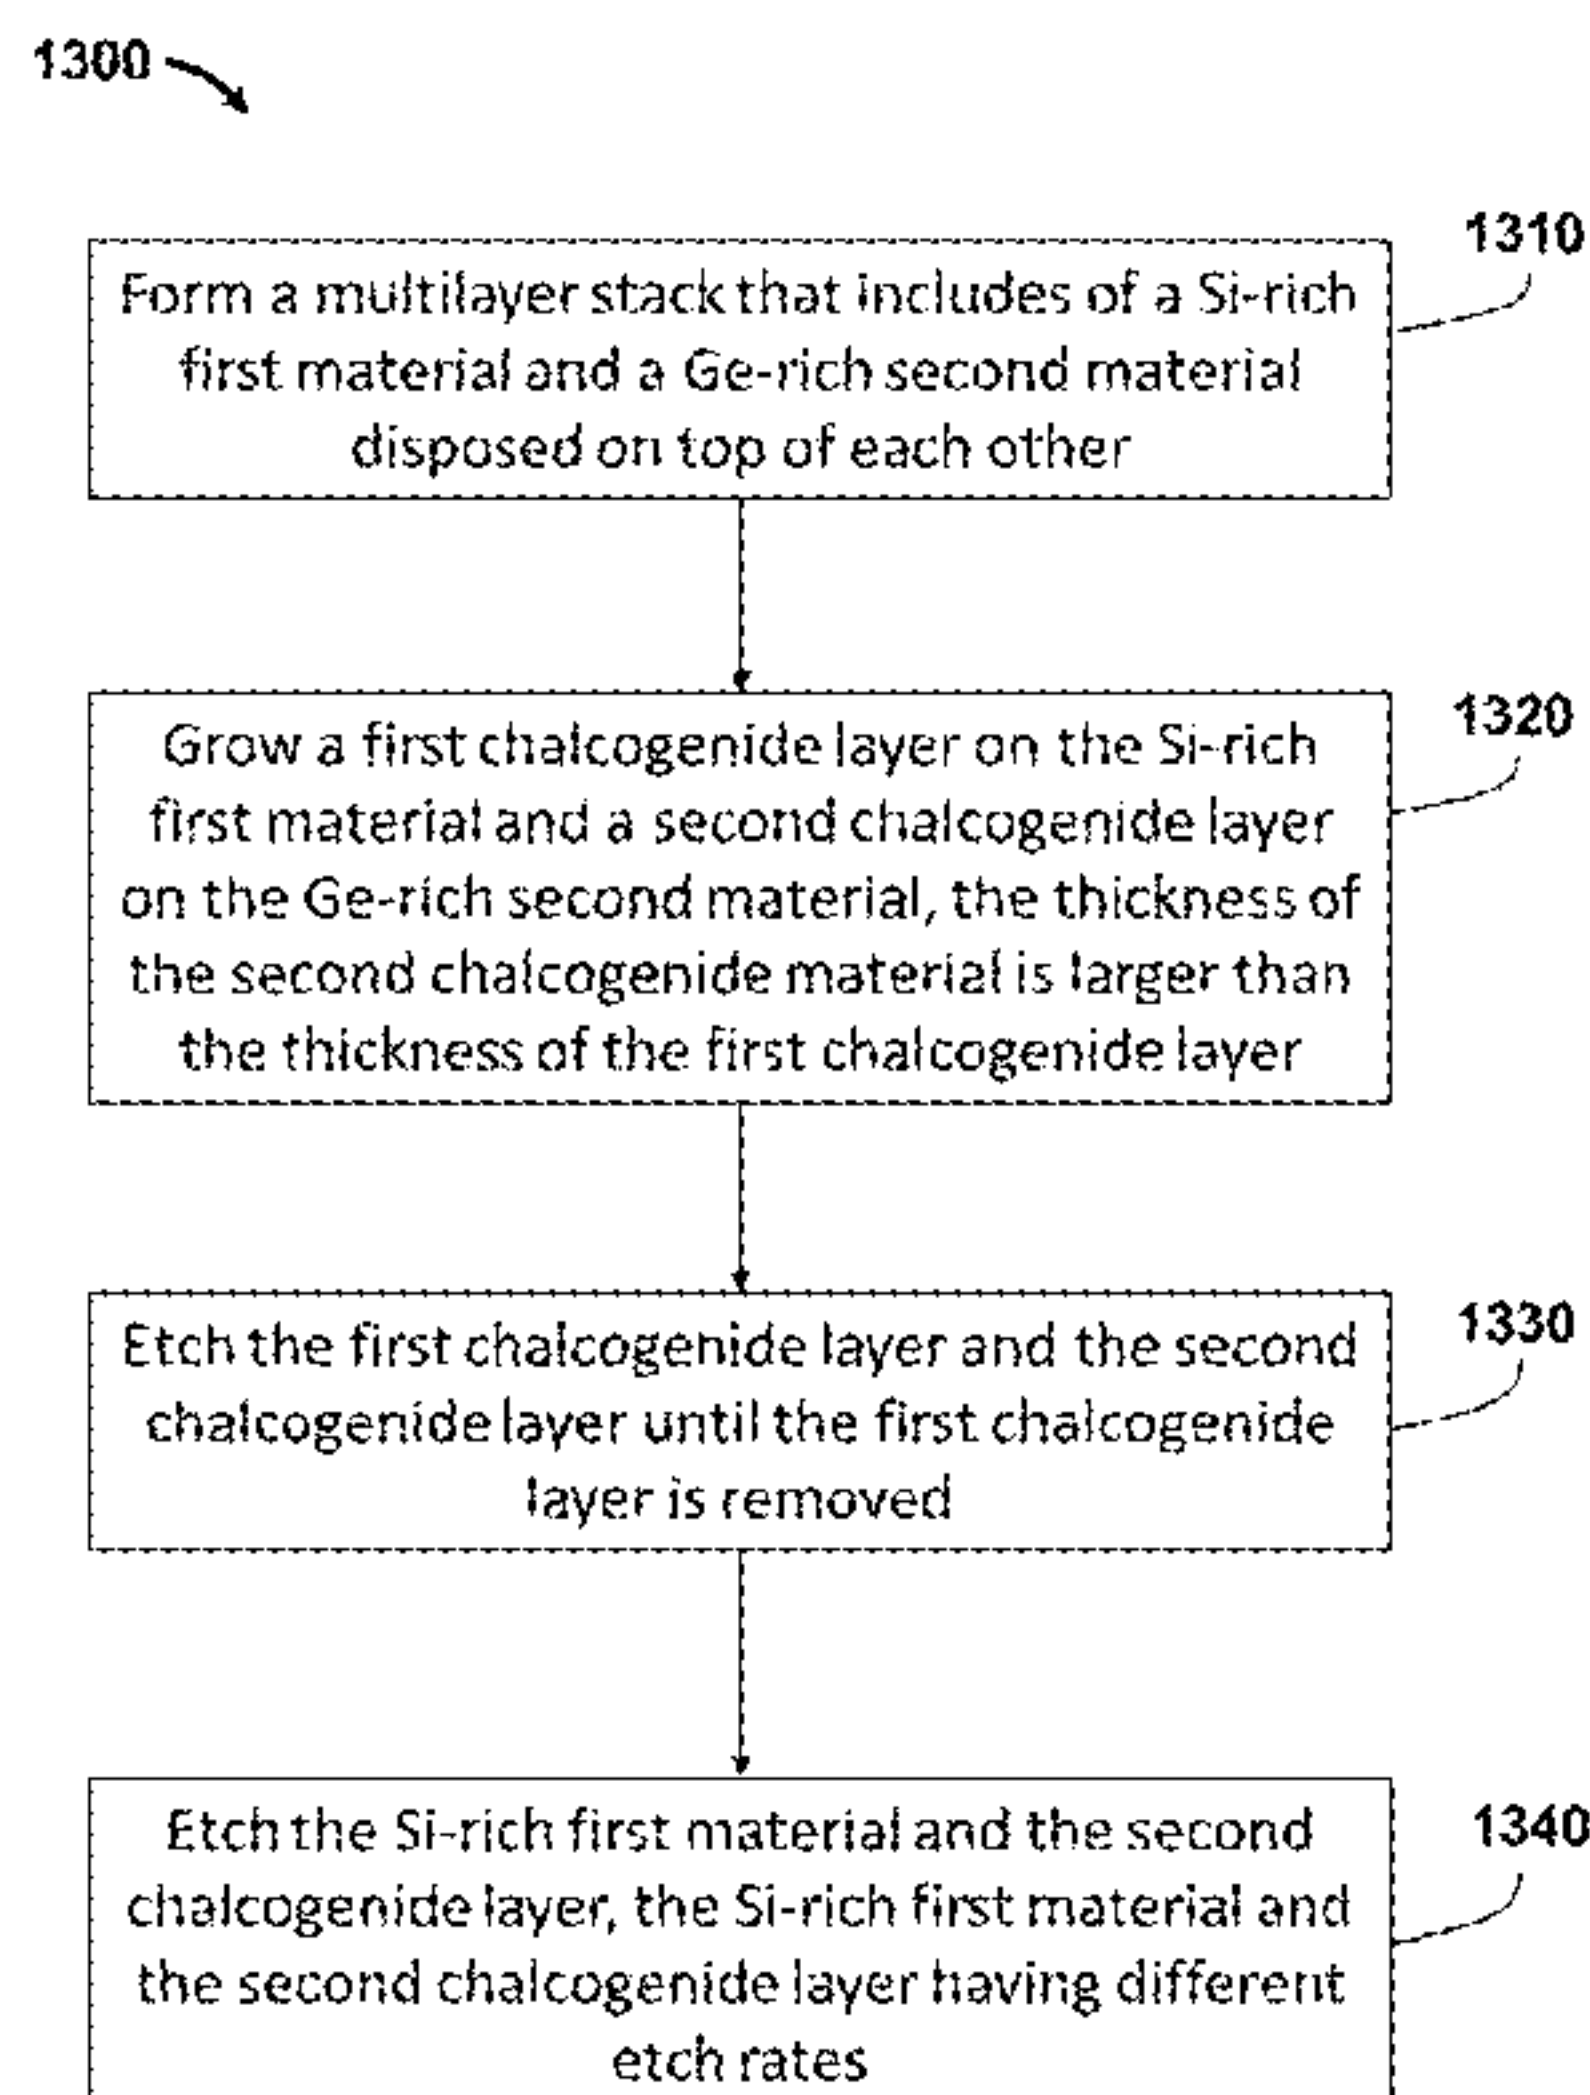 1300
1310
Form a multilayer stack that includes of a Si-rich
first material and a Ge-rich second material
disposed on top of each other
1320
Grow a first chalcogenide layer on the Si-rich
first material and a second chalcogenide layer
on the Ge-rich second material, the thickness of
the second chalcogenide material is larger than
the thickness of the first chalcogenide layer
1330
Etch the first chalcogenide layer and the second
chalcogenide layer until the first chalcogenide
layer is removed
1340
Etch the Si-rich first material and the second
chalcogenide layer, the Si-rich first material and
the second chalcogenide layer having different
etch rates